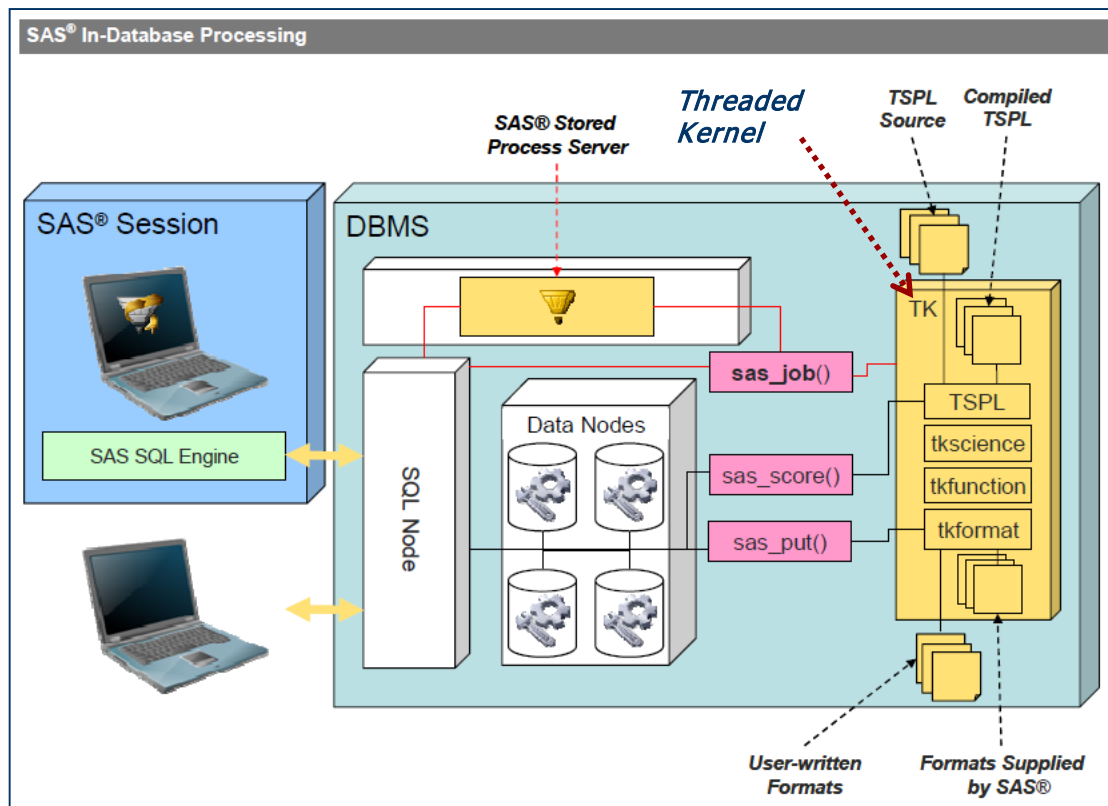 SAS® In-Database Processing
Threaded
Kernel
TSPL
Source
Compiled
TSPL
SAS® Stored
Process Server
SAS® Session
DBMS
TK
sas_job()
TSPL
Data Nodes
tkscience
SAS SQL Engine
SQL Node
sas_score()
tkfunction
sas_put()
tkformat
User-written
Formats
Formats Supplied
by SAS®